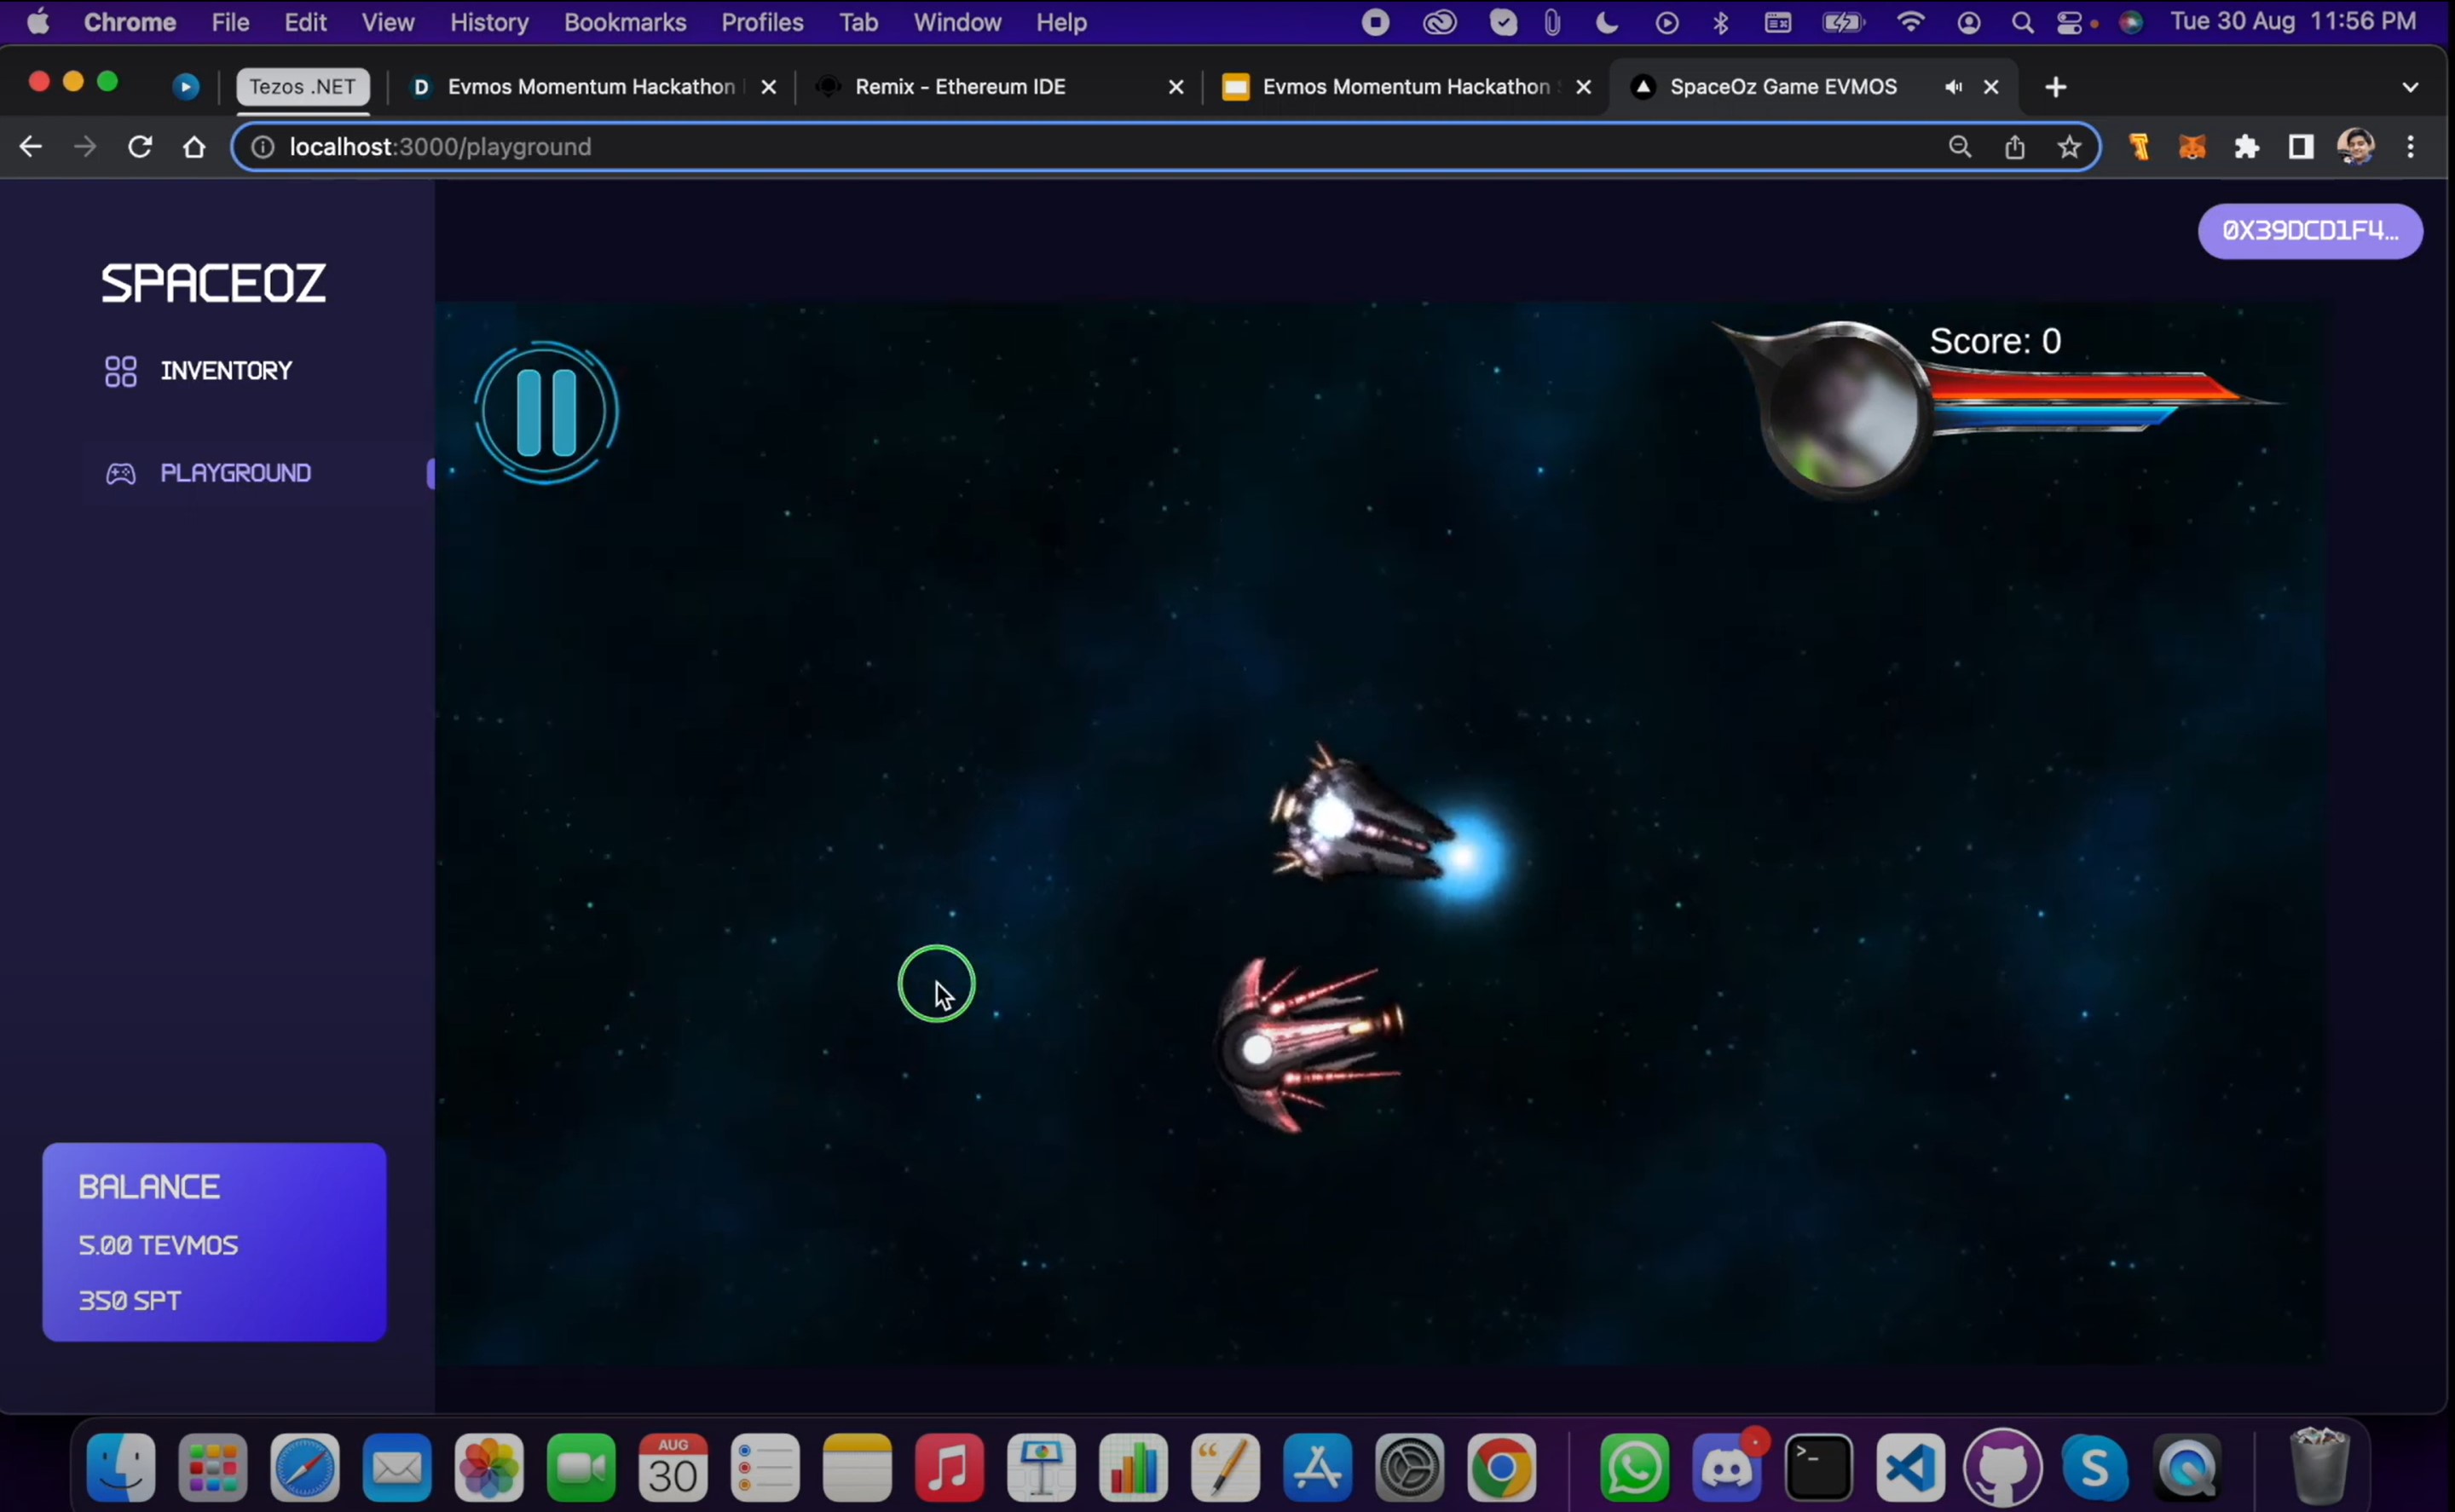 Chrome File Edit View History Bookmarks Profiles Tab Window Help Tue 30 Aug 11:56 PM
Tezos .NET D Evmos Momentum Hackathon Remix - Ethereum IDE Evmos Momentum Hackathon SpaceOz Game EVMOS
localhost:3000/playground
0X39DCD1F4...
SPACEOZ
Score: 0
INVENTORY
PLAYGROUND
BALANCE
5.00 TEVMOS
350 SPT
AUG
30